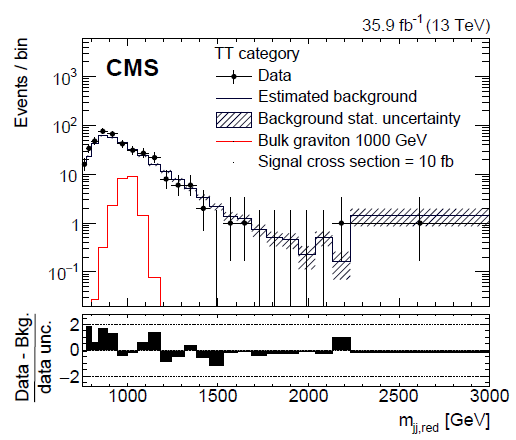 35.9 fb⁻¹ (13 TeV)
CMS
TT category
Data
Estimated background
Background stat. uncertainty
Bulk graviton 1000 GeV
Signal cross section = 10 fb
Events / bin
10³
10²
10
1
10⁻¹
Data - Bkg.
data unc.
2
0
−2
1000 1500 2000 2500 3000
m_jj,red [GeV]